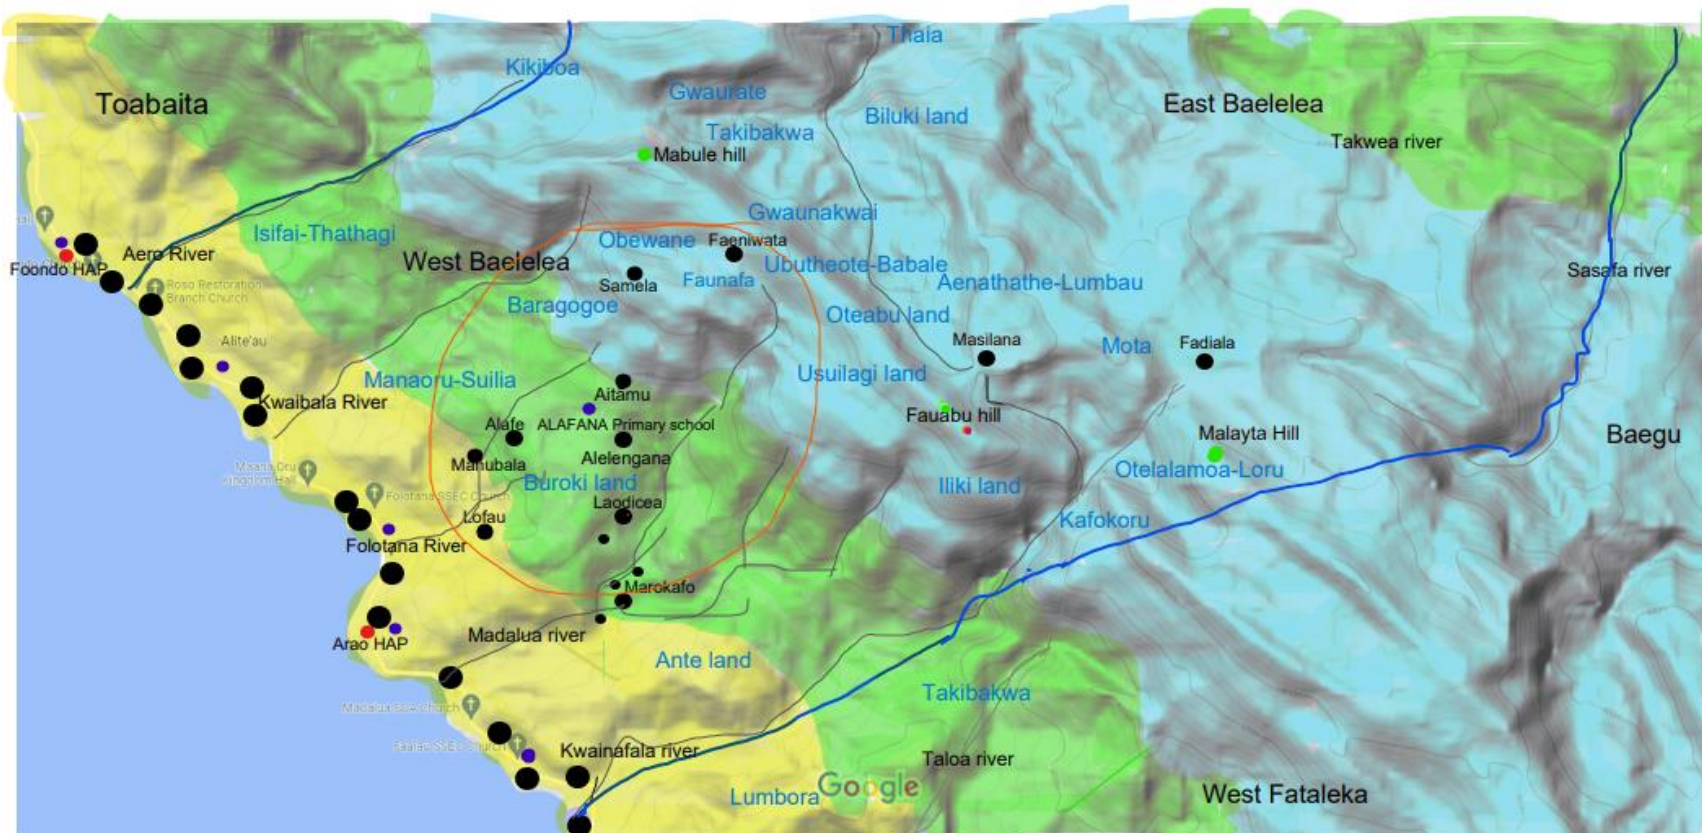 Thaia
Kikiboa
Gwaurate
Toabaita
East Baelelea
Biluki land
Takibakwa
Takwea river
Mabule hill
Gwaunakwai
Isifai-Thathagi
Obewane
Faeniwata
Aero River
West Baelelea
Ubutheote-Babale
Foondo HAP
Sasafa river
Faunafa
Aenathathe-Lumbau
Samela
Roso Restoration
Branch Church
Baragogoe
Oteabu land
Alite'au
Masilana
Mota
Fadiala
Usuilagi land
Manaoru-Suilia
Aitamu
Kwaibala River
Fauabu hill
Alafe
ALAFANA Primary school
Malayta Hill
Baegu
Alelengana
Manubala
Otelalamoa-Loru
Kingdom Hall
Buroki land
Iliki land
Folotana SSEC Church
Laodicea
Lofau
Kafokoru
Folotana River
Marokafo
Madalua river
Arao HAP
Ante land
Takibakwa
Madalua SSEC Church
Kwainafala river
Taloa river
Google
Lumbora
West Fataleka